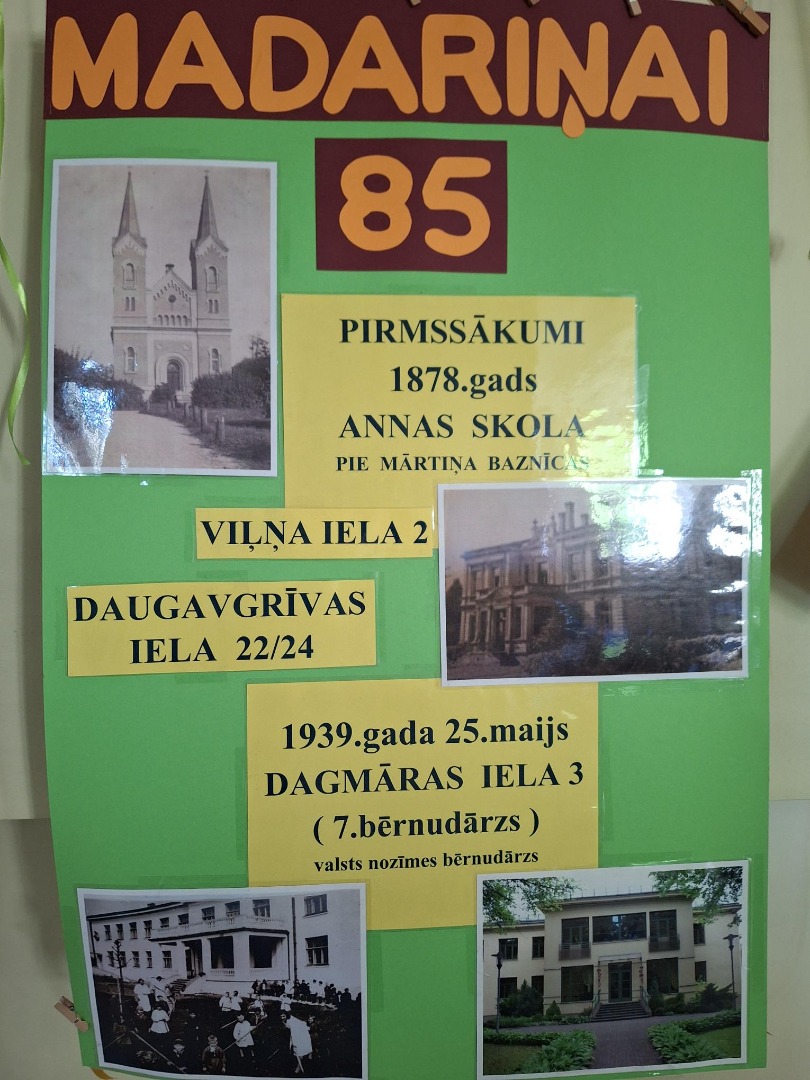 MADARIŅAI
85
PIRMSSĀKUMI
1878.gads
ANNAS SKOLA
PIE MĀRTIŅA BAZNĪCAS
VIĻŅA IELA 2
DAUGAVGRĪVAS
IELA 22/24
1939.gada 25.maijs
DAGMĀRAS IELA 3
( 7.bērnudārzs )
valsts nozīmes bērnudārzs